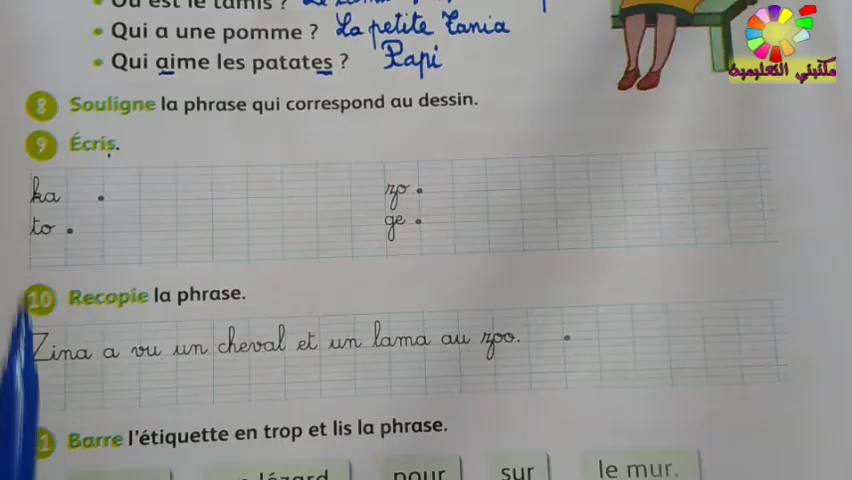 • Où est le tamis ?
• Qui a une pomme ? La petite Tania
• Qui aime les patates ? Papi
8 Souligne la phrase qui correspond au dessin.
9 Écris.
ka . zo .
to . ge .
10 Recopie la phrase.
Zina a vu un cheval et un lama au zoo. .
1 Barre l'étiquette en trop et lis la phrase.
lézard pour sur le mur.
مكتبتي التعليمية